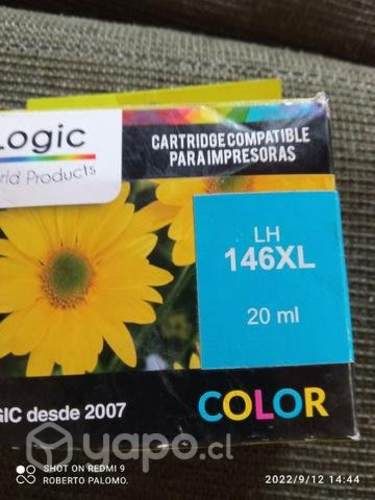 Logic
rld Products
CARTRIDGE COMPATIBLE
PARA IMPRESORAS
LH
146XL
20 ml
GIC desde 2007
COLOR
yapo.cl
SHOT ON REDMI 9
ROBERTO PALOMO.
2022/9/12 14:44